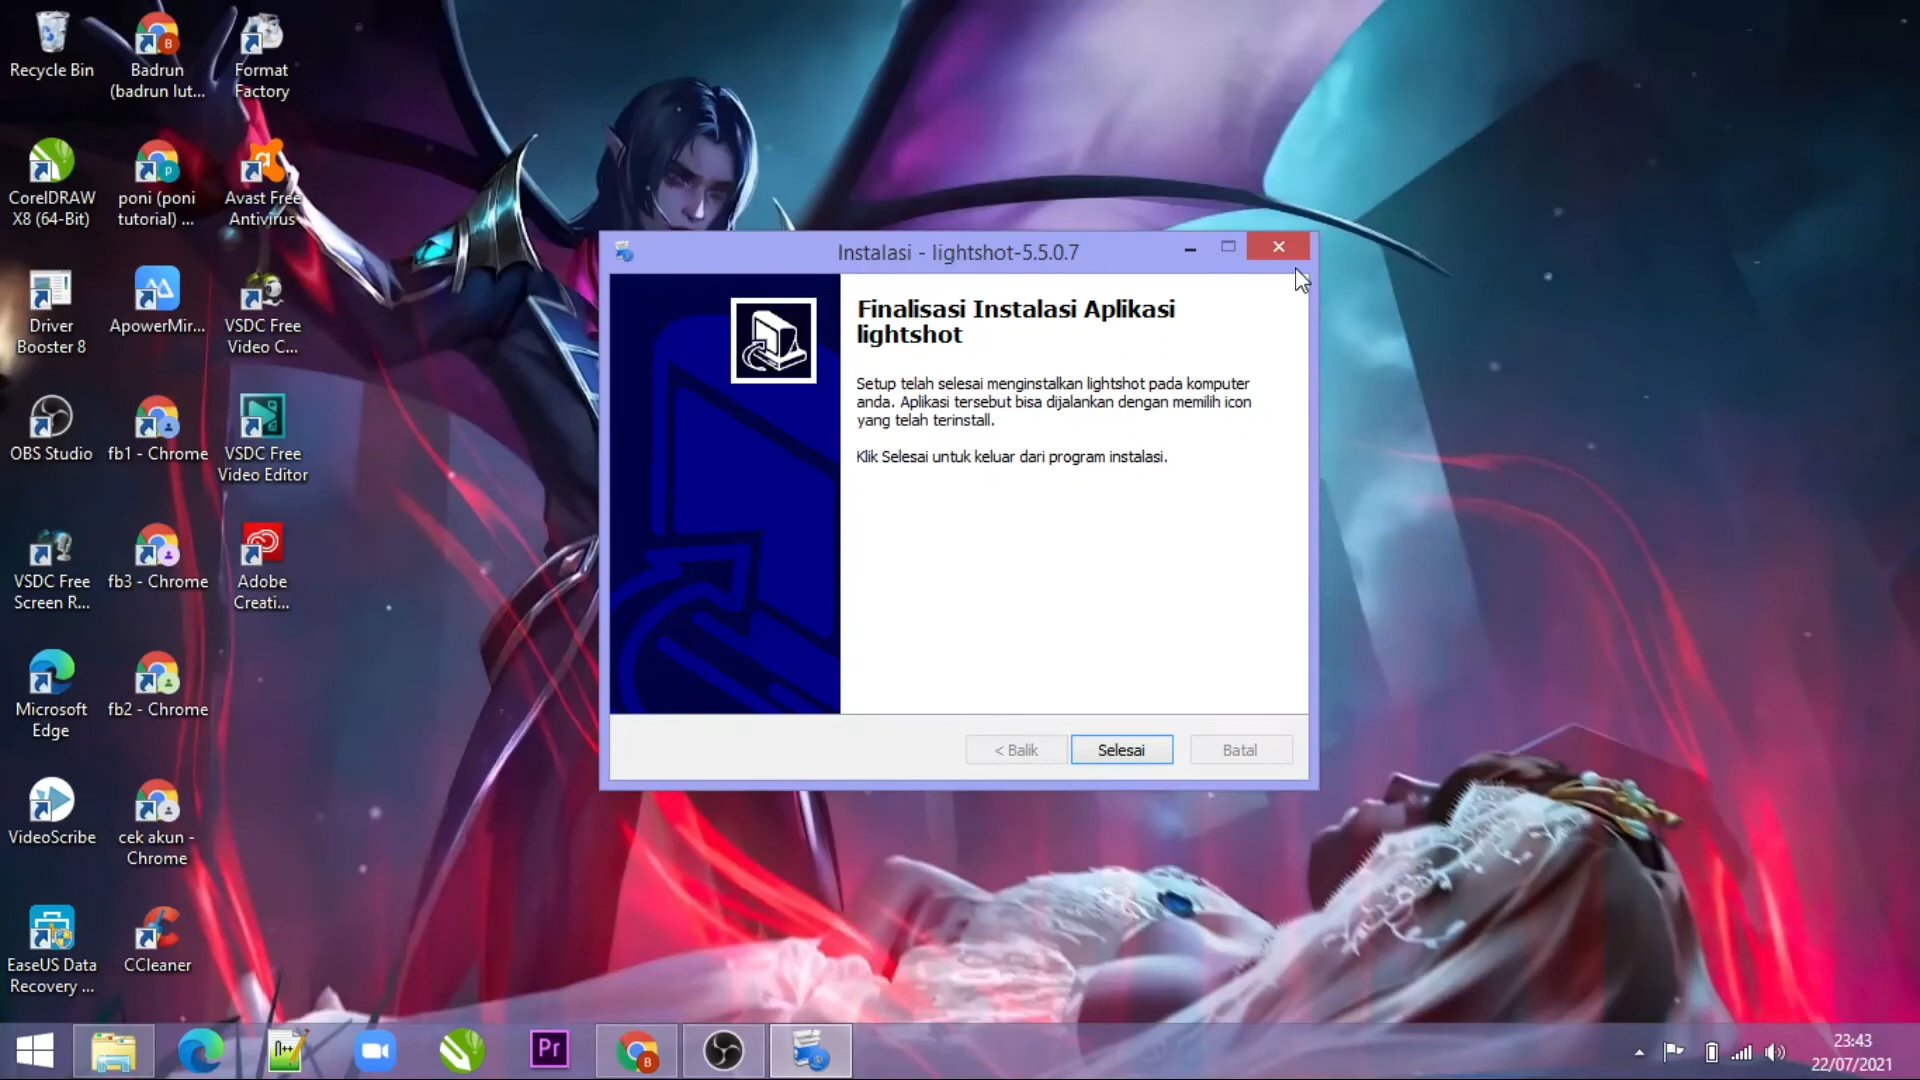 Recycle Bin
Badrun
(badrun lut...
Format
Factory
CorelDRAW
X8 (64-Bit)
poni (poni
tutorial) ...
Avast Free
Antivirus
Driver
Booster 8
ApowerMir...
VSDC Free
Video C...
OBS Studio
fb1 - Chrome
VSDC Free
Video Editor
VSDC Free
Screen R...
fb3 - Chrome
Adobe
Creati...
Microsoft
Edge
fb2 - Chrome
VideoScribe
cek akun -
Chrome
EaseUS Data
Recovery ...
CCleaner
Instalasi - lightshot-5.5.0.7
Finalisasi Instalasi Aplikasi
lightshot
Setup telah selesai menginstalkan lightshot pada komputer
anda. Aplikasi tersebut bisa dijalankan dengan memilih icon
yang telah terinstall.
Klik Selesai untuk keluar dari program instalasi.
< Balik
Selesai
Batal
n++
Pr
B
23:43
22/07/2021